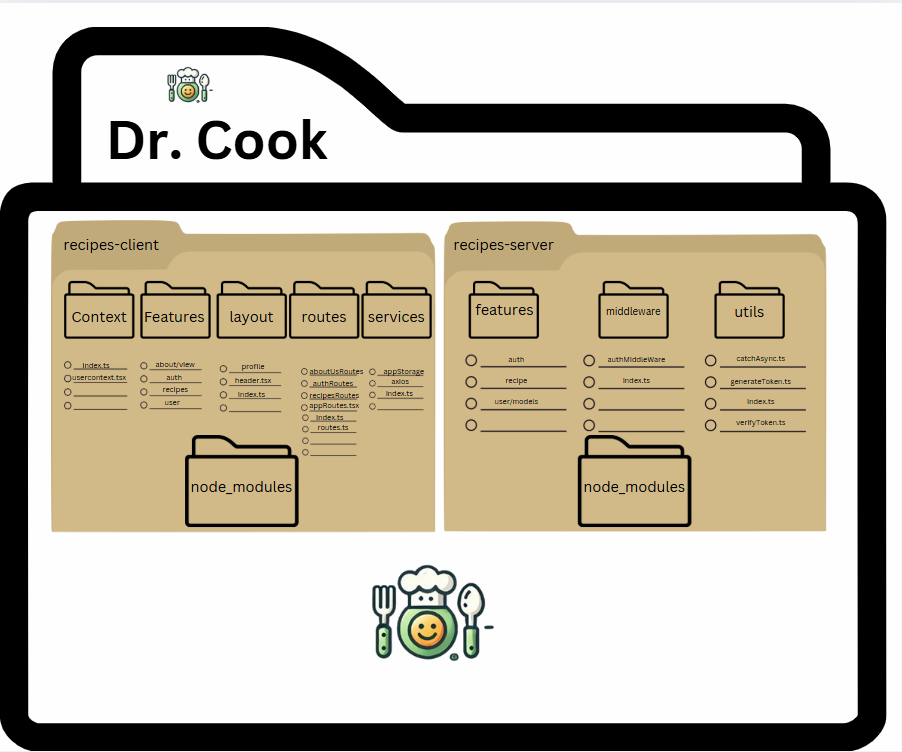 Dr. Cook
recipes-client
Context
Features
layout
routes
services
Index.ts
usercontext.tsx
about/view
auth
recipes
user
profile
header.tsx
Index.ts
aboutUsRoutes
authRoutes
recipesRoutes
appRoutes.tsx
Index.ts
routes.ts
appStorage
axios
Index.ts
node_modules
recipes-server
features
middleware
utils
auth
recipe
user/models
authMiddleWare
Index.ts
catchAsync.ts
generateToken.ts
Index.ts
verifyToken.ts
node_modules